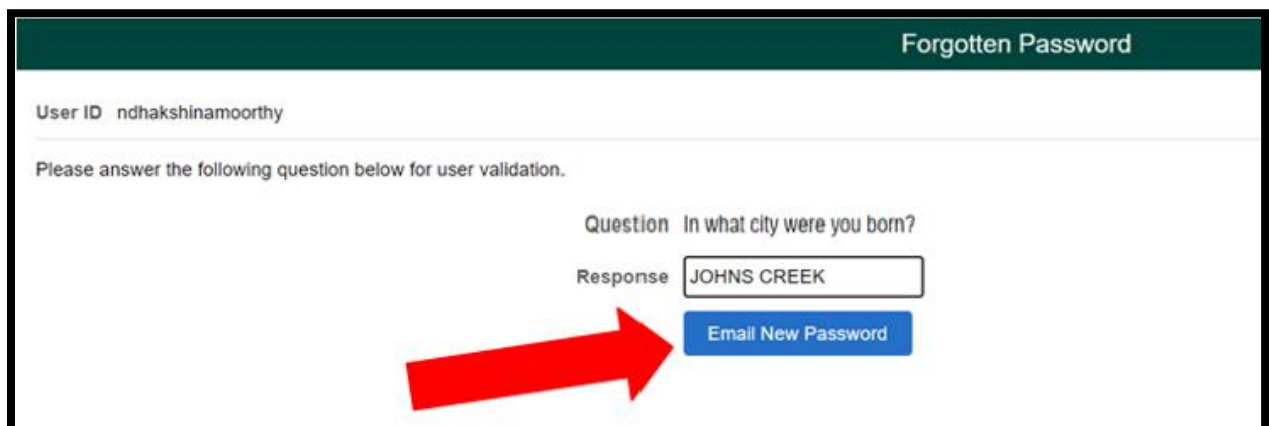 Forgotten Password
User ID ndhakshinamoorthy
Please answer the following question below for user validation.
Question In what city were you born?
Response JOHNS CREEK
Email New Password